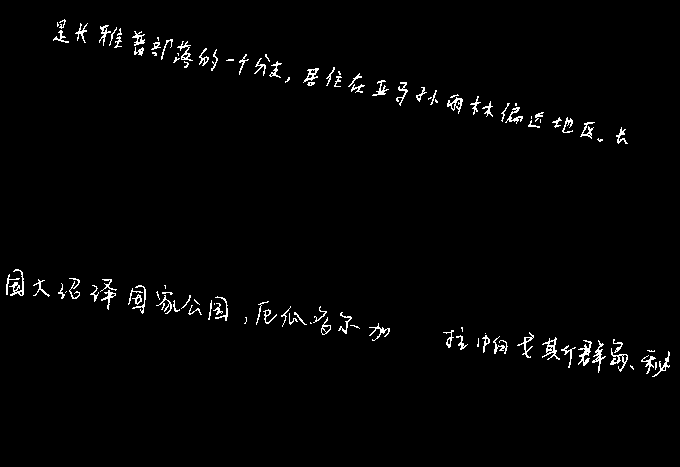 是长雅普部落的一个分支，居住在亚马孙雨林偏远地区。长
国大沼泽国家公园，厄瓜多尔加 拉帕戈斯群岛、秘